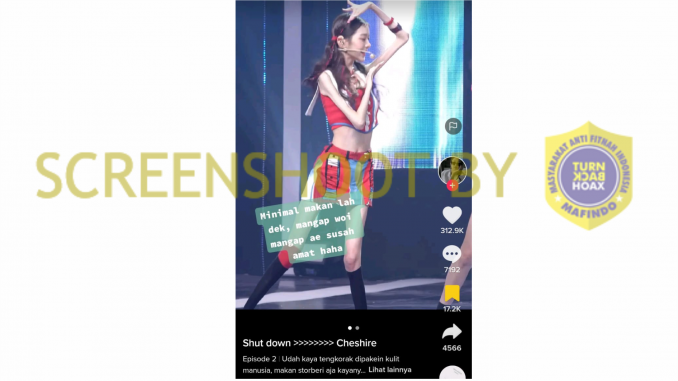 SCREENSHOOT BY
MASYARAKAT ANTI FITNAH INDONESIA
TURN
BACK
HOAX
MAFINDO
Minimal makan lah
dek, mangap woi
mangap ae susah
amat haha
312.9K
7192
17.2K
4566
Shut down >>>>>>>> Cheshire
Episode 2 | Udah kaya tengkorak dipakein kulit
manusia, makan storberi aja kayany... Lihat lainnya